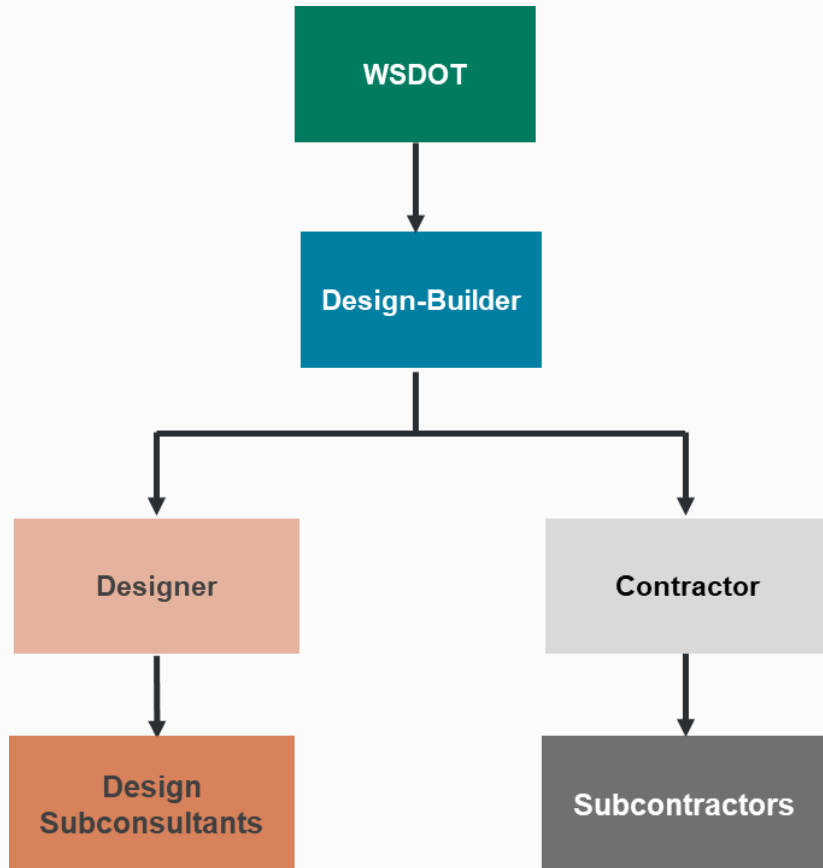 WSDOT
Design-Builder
Designer
Contractor
Design
Subconsultants
Subcontractors